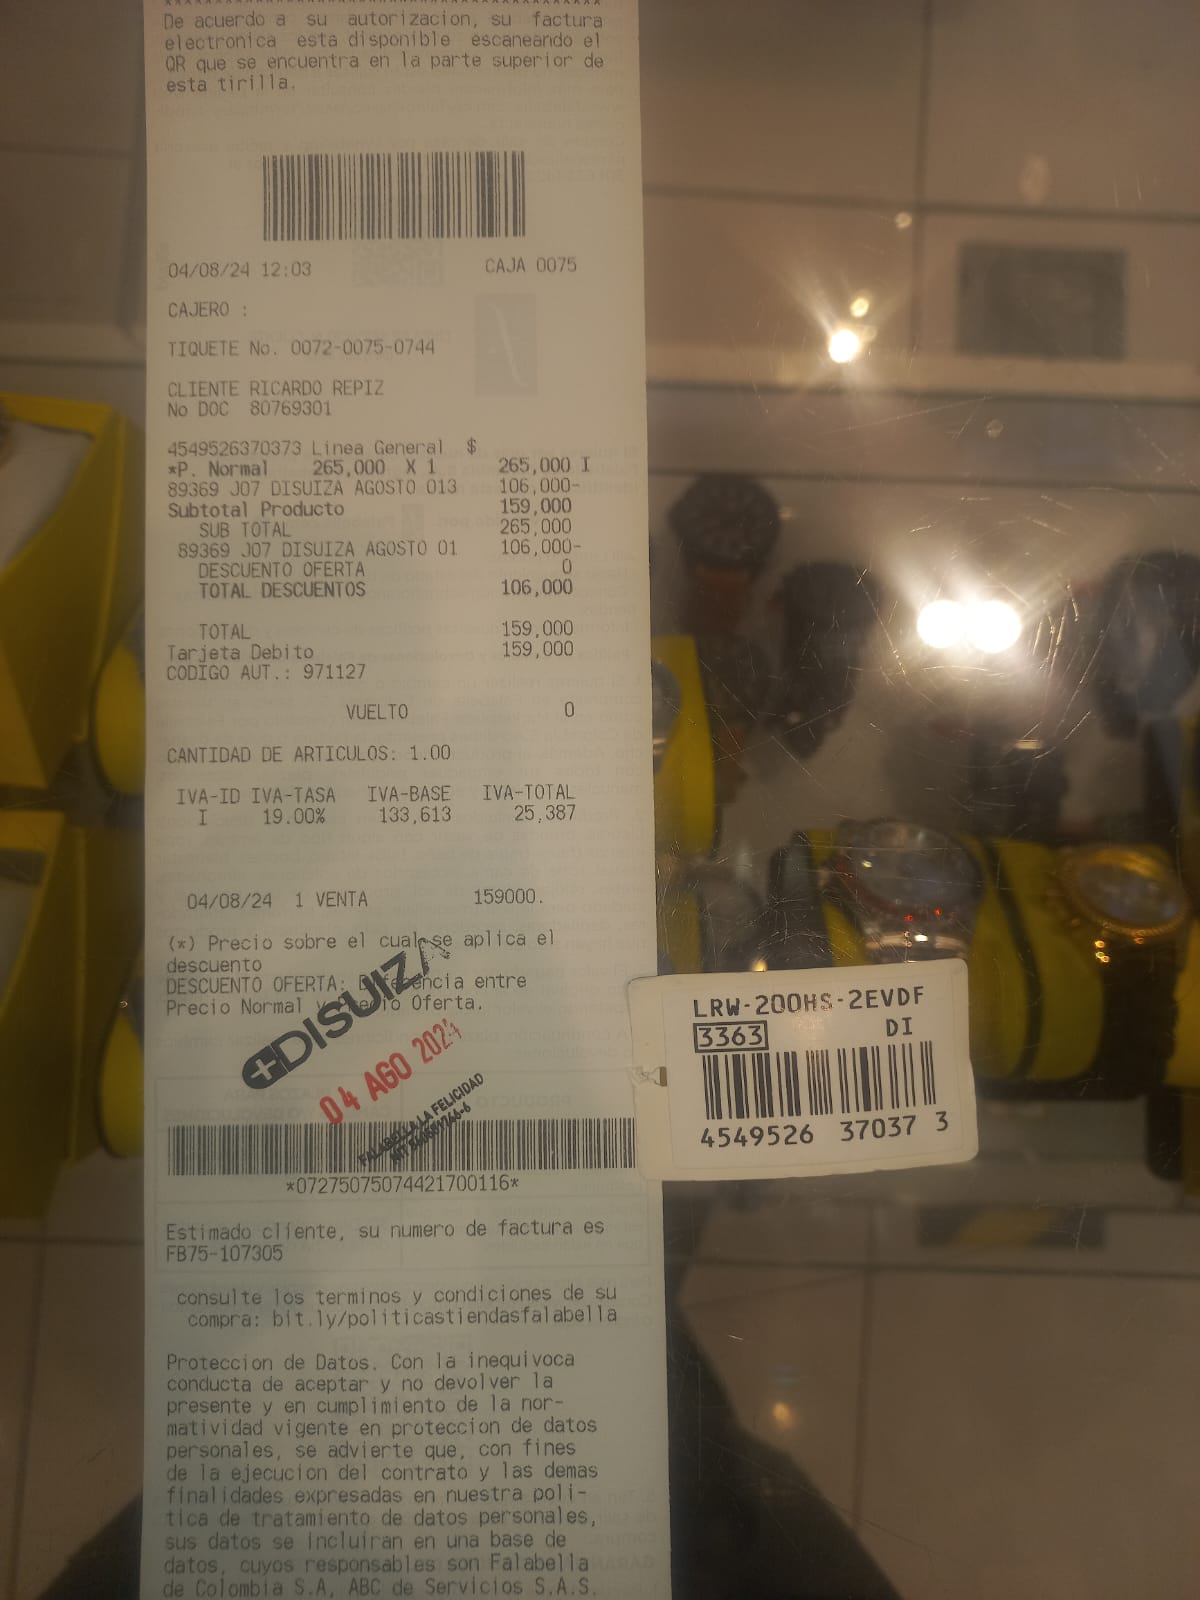 De acuerdo a su autorizacion, su factura
electronica esta disponible escaneando el
QR que se encuentra en la parte superior de
esta tirilla.
04/08/24 12:03 CAJA 0075
CAJERO :
TIQUETE No. 0072-0075-0744
CLIENTE RICARDO REPIZ
No DOC 80769301
4549526370373 Linea General $
*P. Normal 265,000 X 1 265,000 I
89369 J07 DISUIZA AGOSTO 013 106,000-
Subtotal Producto 159,000
SUB TOTAL 265,000
89369 J07 DISUIZA AGOSTO 01 106,000-
DESCUENTO OFERTA 0
TOTAL DESCUENTOS 106,000
TOTAL 159,000
Tarjeta Debito 159,000
CODIGO AUT.: 971127
VUELTO 0
CANTIDAD DE ARTICULOS: 1.00
IVA-ID IVA-TASA IVA-BASE IVA-TOTAL
I 19.00% 133,613 25,387
04/08/24 1 VENTA 159000.
(*) Precio sobre el cual se aplica el
descuento
DESCUENTO OFERTA: Diferencia entre
Precio Normal y Precio Oferta.
DISUIZA
04 AGO 2024
FALABELLA LA FELICIDAD
*07275075074421700116*
Estimado cliente, su numero de factura es
FB75-107305
consulte los terminos y condiciones de su
compra: bit.ly/politicastiendasfalabella
Proteccion de Datos. Con la inequivoca
conducta de aceptar y no devolver la
presente y en cumplimiento de la nor-
matividad vigente en proteccion de datos
personales, se advierte que, con fines
de la ejecucion del contrato y las demas
finalidades expresadas en nuestra poli-
tica de tratamiento de datos personales,
sus datos se incluiran en una base de
datos, cuyos responsables son Falabella
de Colombia S.A, ABC de Servicios S.A.S.
LRW-200HS-2EVDF
3363 DI
4549526 37037 3